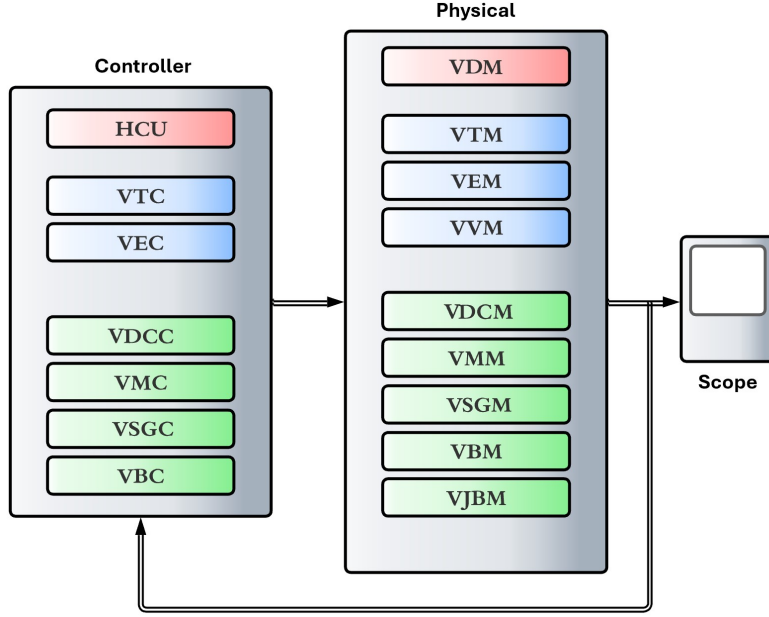 Physical
Controller
VDM
HCU
VTM
VEM
VVM
VTC
VEC
VDCM
VMM
VSGM
VBM
VJBM
VDCC
VMC
VSGC
VBC
Scope